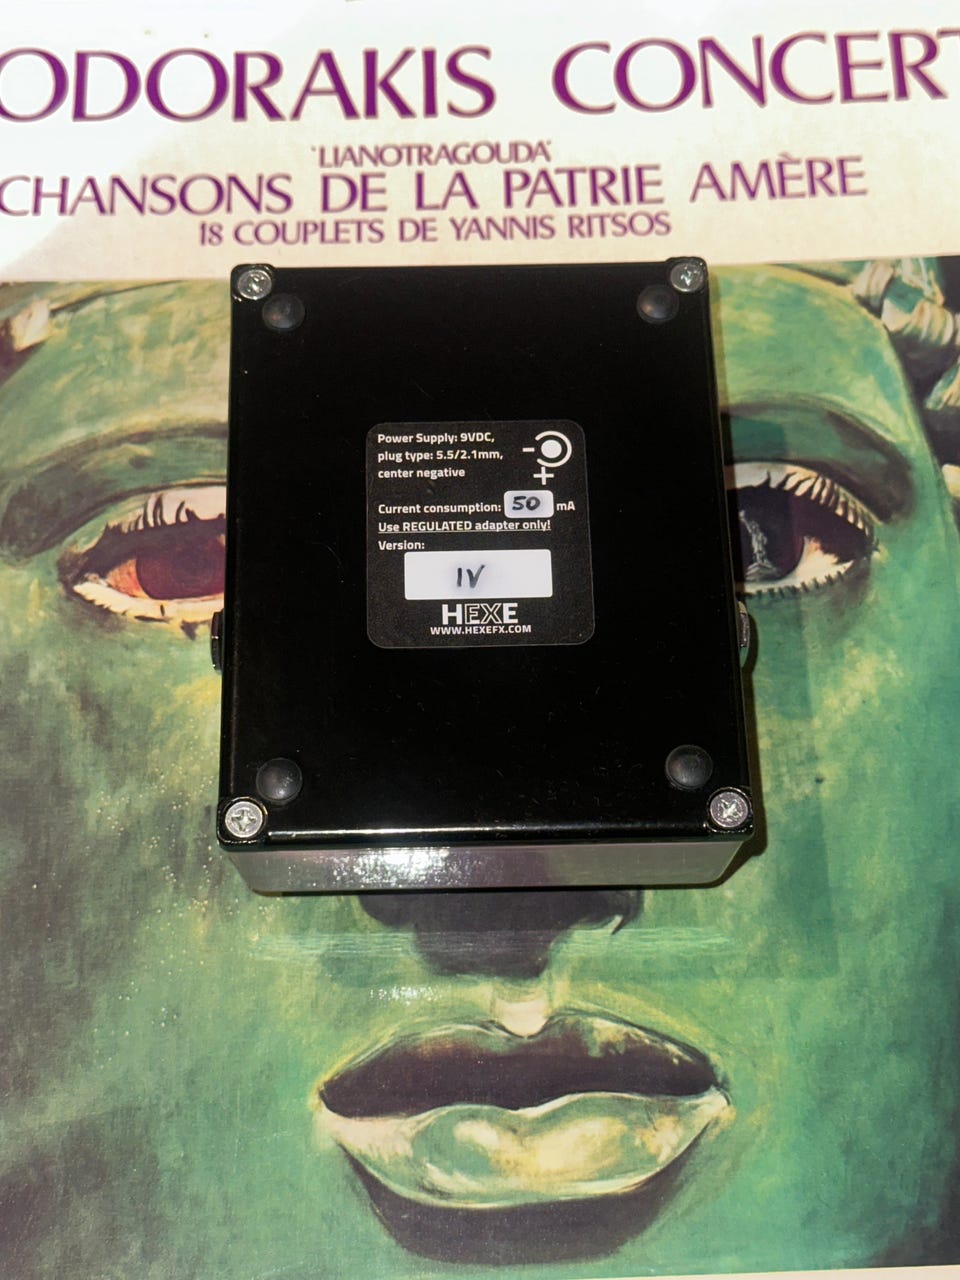 ODORAKIS CONCERT
'LIANOTRAGOUDA'
CHANSONS DE LA PATRIE AMÈRE
18 COUPLETS DE YANNIS RITSOS
Power Supply: 9VDC,
plug type: 5.5/2.1mm,
center negative
- +
Current consumption: 50 mA
Use REGULATED adapter only!
Version:
IV
HEXE
WWW.HEXEFX.COM